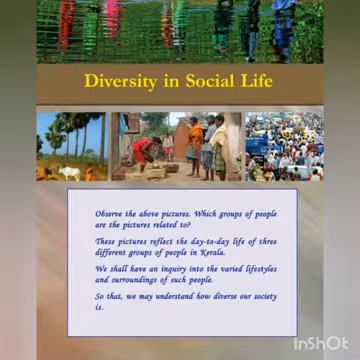 Diversity in Social Life
Observe the above pictures. Which groups of people
are the pictures related to?
These pictures reflect the day-to-day life of three
different groups of people in Kerala.
We shall have an inquiry into the varied lifestyles
and surroundings of such people.
So that, we may understand how diverse our society
is.
InShOt